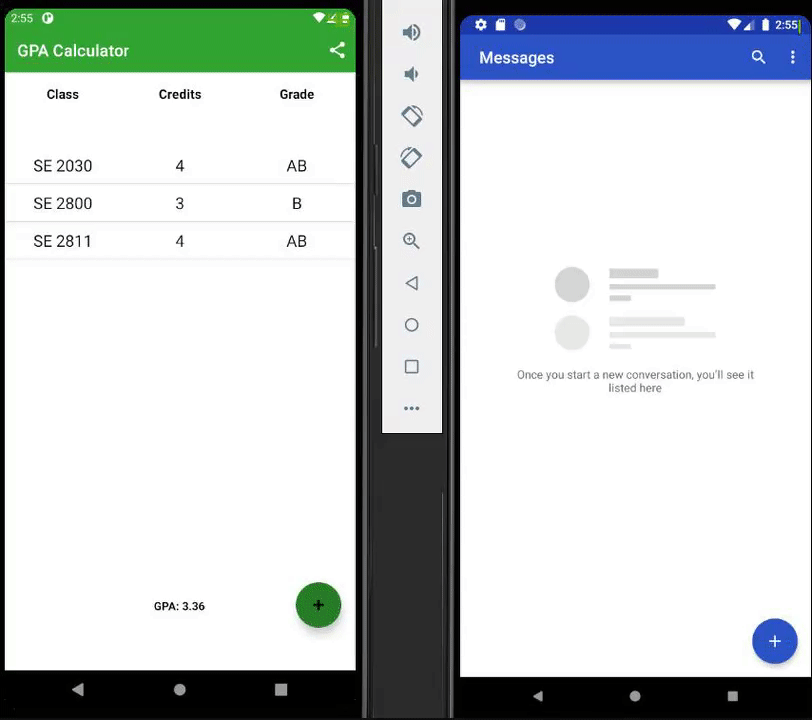 2:55
GPA Calculator
Class Credits Grade
SE 2030 4 AB
SE 2800 3 B
SE 2811 4 AB
GPA: 3.36
+
2:55
Messages
Once you start a new conversation, you'll see it
listed here
+